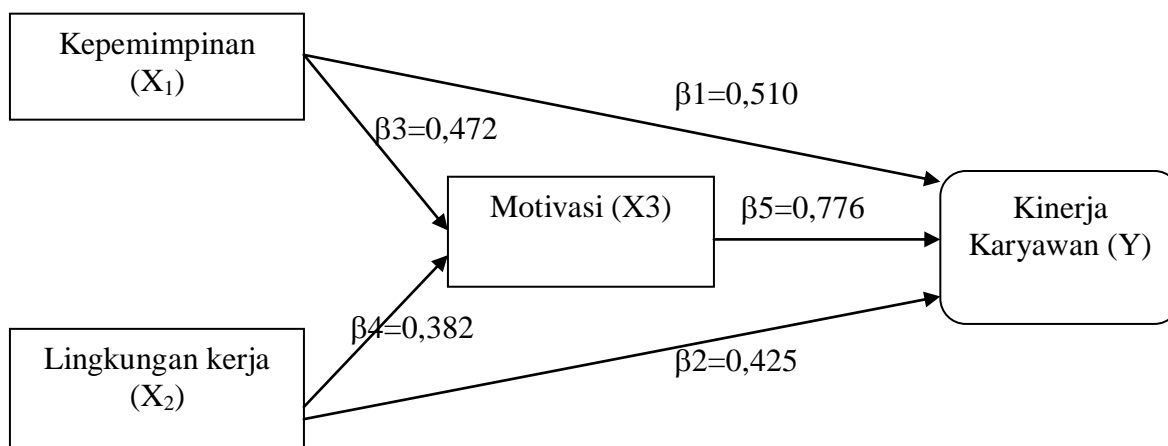 Kepemimpinan
(X₁)
β1=0,510
β3=0,472
Motivasi (X3)
β5=0,776
Kinerja
Karyawan (Y)
β4=0,382
Lingkungan kerja
(X₂)
β2=0,425